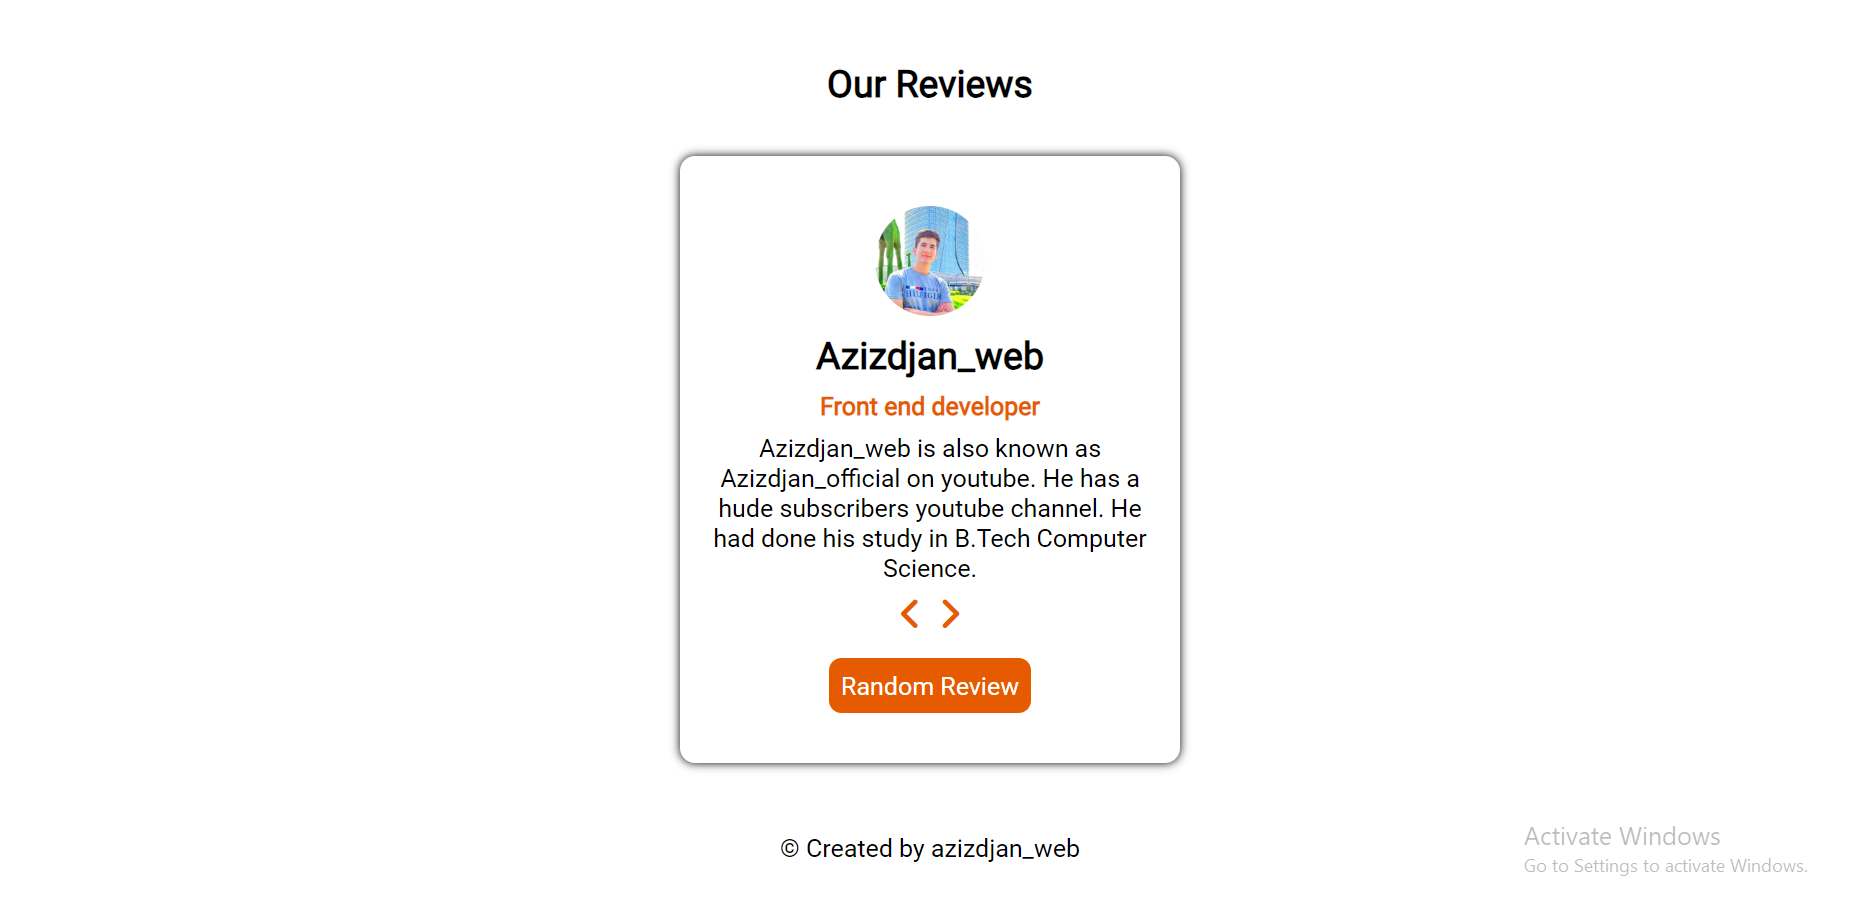 Our Reviews
Azizdjan_web
Front end developer
Azizdjan_web is also known as
Azizdjan_official on youtube. He has a
hude subscribers youtube channel. He
had done his study in B.Tech Computer
Science.
Random Review
© Created by azizdjan_web
Activate Windows
Go to Settings to activate Windows.